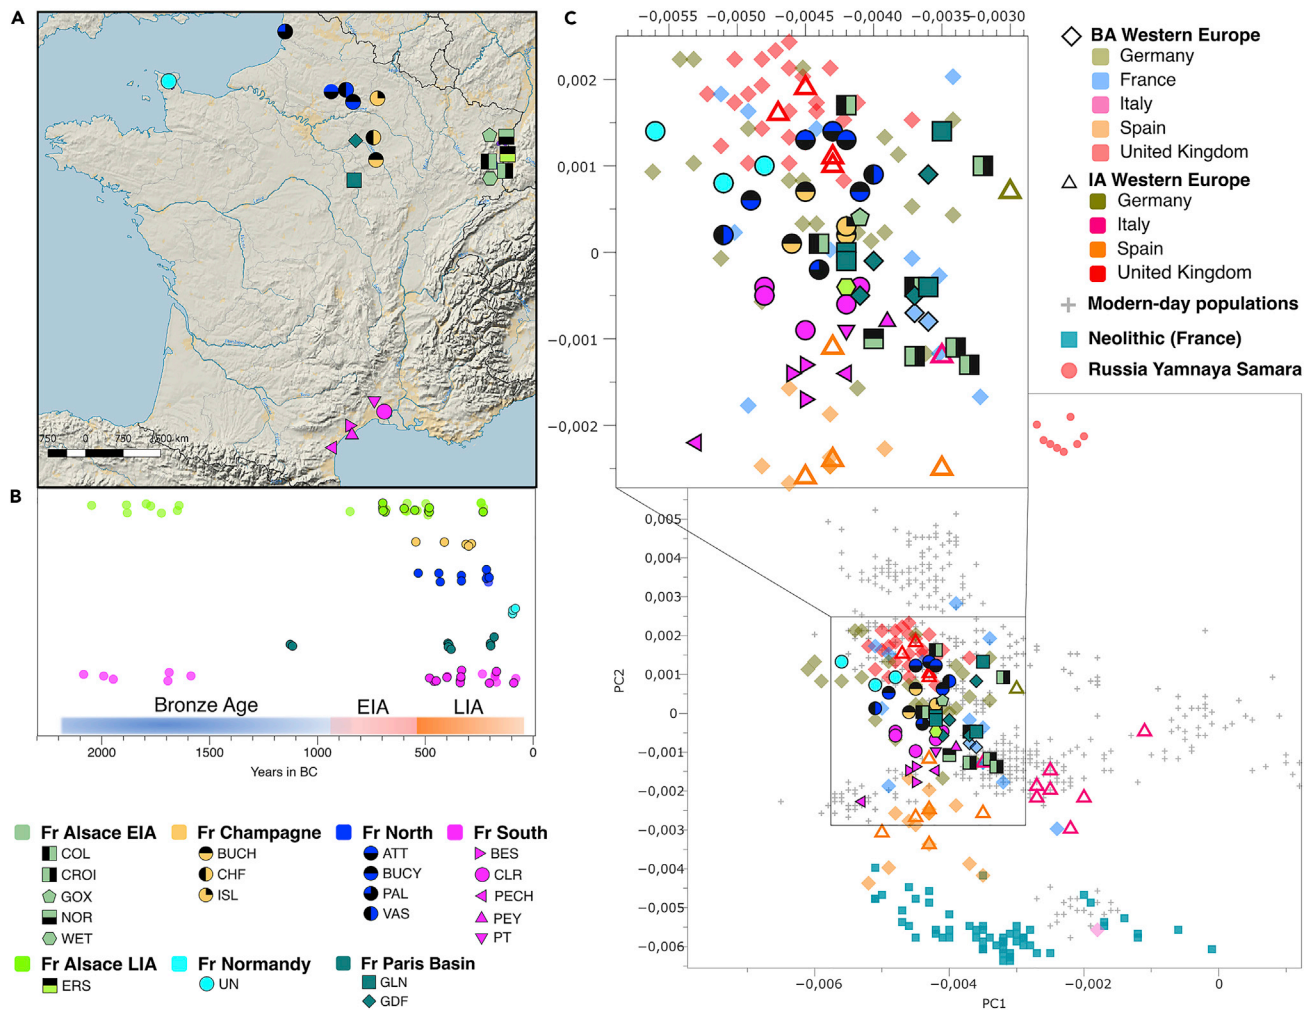 A
750 0 750 1500 km
B
Bronze Age EIA LIA
2000 1500 1000 500 0
Years in BC
Fr Alsace EIA
COL
CROI
GOX
NOR
WET
Fr Champagne
BUCH
CHF
ISL
Fr North
ATT
BUCY
PAL
VAS
Fr South
BES
CLR
PECH
PEY
PT
Fr Alsace LIA
ERS
Fr Normandy
UN
Fr Paris Basin
GLN
GDF
C
−0,0055 −0,0050 −0,0045 −0,0040 −0,0035 −0,0030
0,002
0,001
0
−0,001
−0,002
BA Western Europe
Germany
France
Italy
Spain
United Kingdom
IA Western Europe
Germany
Italy
Spain
United Kingdom
Modern-day populations
Neolithic (France)
Russia Yamnaya Samara
PC2
0,005
0,004
0,003
0,002
0,001
0
−0,001
−0,002
−0,003
−0,004
−0,005
−0,006
−0,006 −0,004 −0,002 0
PC1